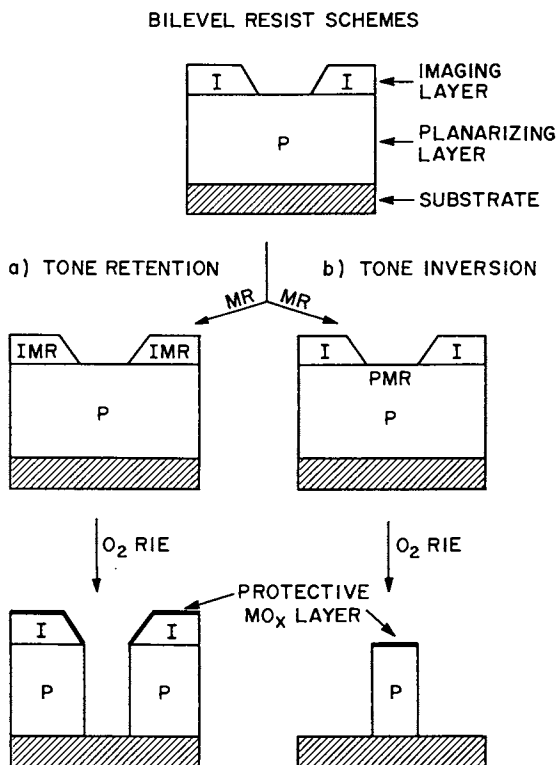 BILEVEL RESIST SCHEMES
I
I
IMAGING
LAYER
P
PLANARIZING
LAYER
SUBSTRATE
a) TONE RETENTION
b) TONE INVERSION
MR
MR
IMR
IMR
P
I
I
PMR
P
O₂ RIE
O₂ RIE
PROTECTIVE
MOₓ LAYER
I
I
P
P
P